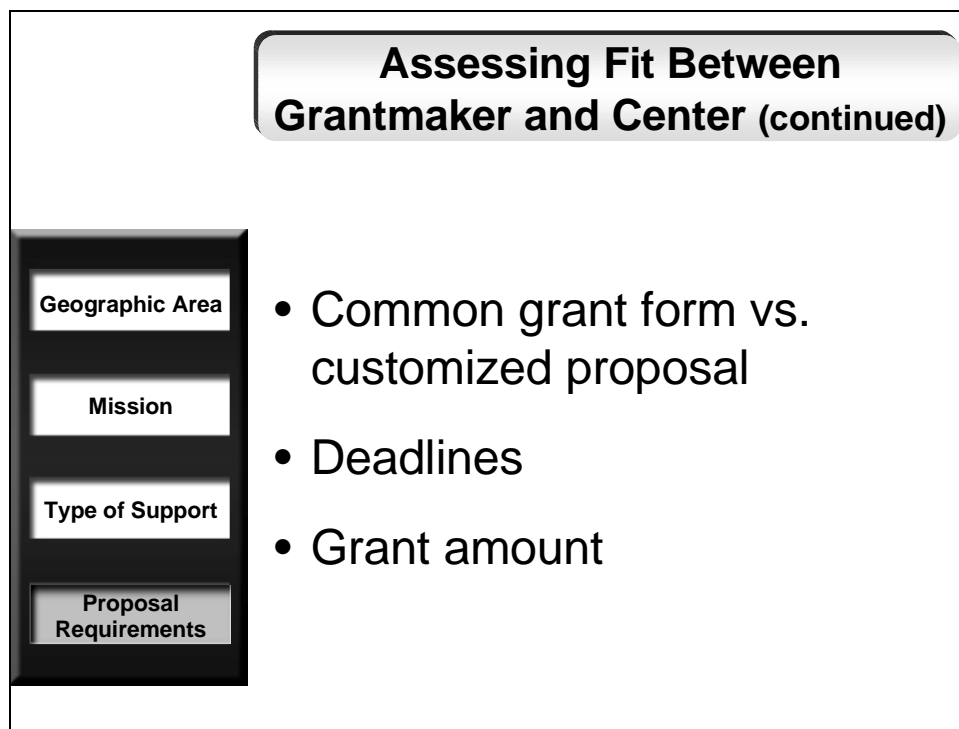 Assessing Fit Between
Grantmaker and Center (continued)
Geographic Area
Mission
Type of Support
Proposal
Requirements
• Common grant form vs.
customized proposal
• Deadlines
• Grant amount